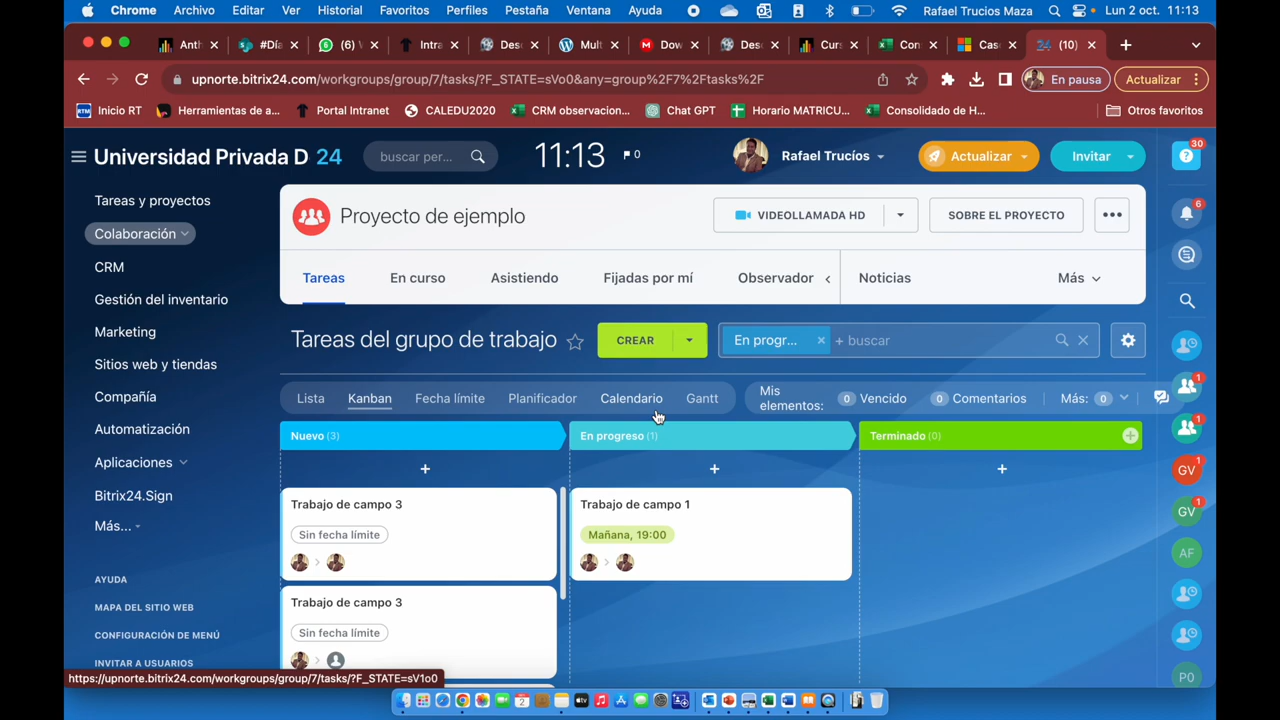 Chrome Archivo Editar Ver Historial Favoritos Perfiles Pestaña Ventana Ayuda Rafael Trucios Maza Lun 2 oct. 11:13
Anth #Día (6) V Intra Desc Mult Dow Desc Curs Con Cas (10)
upnorte.bitrix24.com/workgroups/group/7/tasks/?F_STATE=sVo0&any=group%2F7%2Ftasks%2F En pausa Actualizar
Inicio RT Herramientas de a... Portal Intranet CALEDU2020 CRM observacion... Chat GPT Horario MATRICU... Consolidado de H... Otros favoritos
Universidad Privada D 24 buscar per... 11:13 0 Rafael Trucíos Actualizar Invitar 30
Tareas y proyectos
Colaboración
CRM
Gestión del inventario
Marketing
Sitios web y tiendas
Compañía
Automatización
Aplicaciones
Bitrix24.Sign
Más...
AYUDA
MAPA DEL SITIO WEB
CONFIGURACIÓN DE MENÚ
INVITAR A USUARIOS
Proyecto de ejemplo VIDEOLLAMADA HD SOBRE EL PROYECTO
Tareas En curso Asistiendo Fijadas por mí Observador Noticias Más
Tareas del grupo de trabajo CREAR En progr... + buscar
Lista Kanban Fecha límite Planificador Calendario Gantt Mis elementos: 0 Vencido 0 Comentarios Más: 0
Nuevo (3) En progreso (1) Terminado (0)
Trabajo de campo 3
Sin fecha límite
Trabajo de campo 1
Mañana, 19:00
Trabajo de campo 3
Sin fecha límite
6
1
1
GV 1
GV 1
AF
P0
https://upnorte.bitrix24.com/workgroups/group/7/tasks/?F_STATE=sV1o0